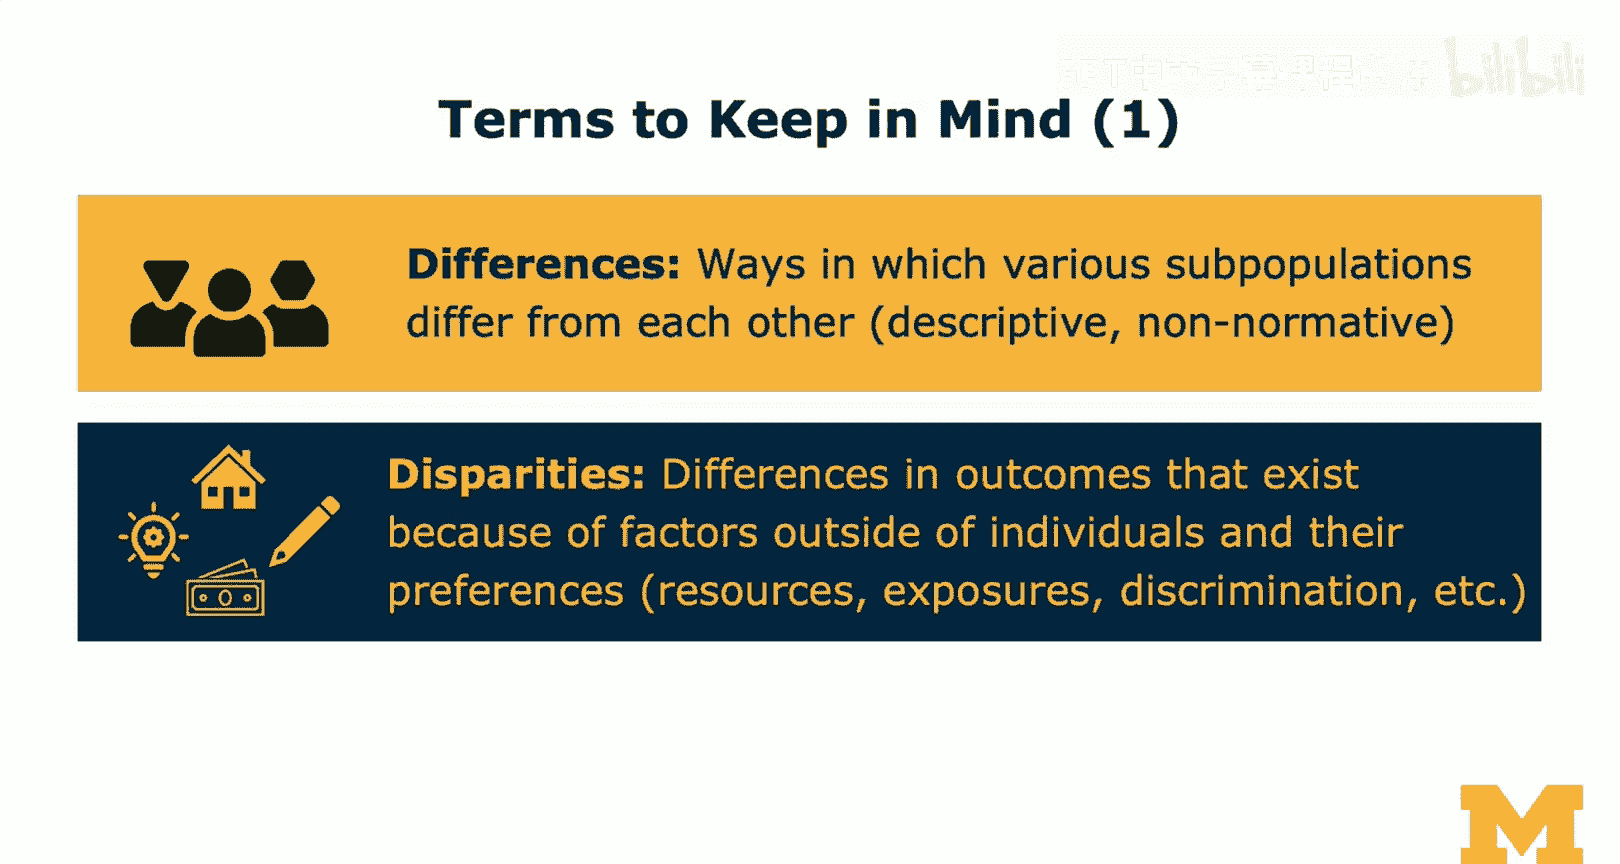 bilibili
Terms to Keep in Mind (1)
Differences: Ways in which various subpopulations
differ from each other (descriptive, non-normative)
Disparities: Differences in outcomes that exist
because of factors outside of individuals and their
preferences (resources, exposures, discrimination, etc.)
M